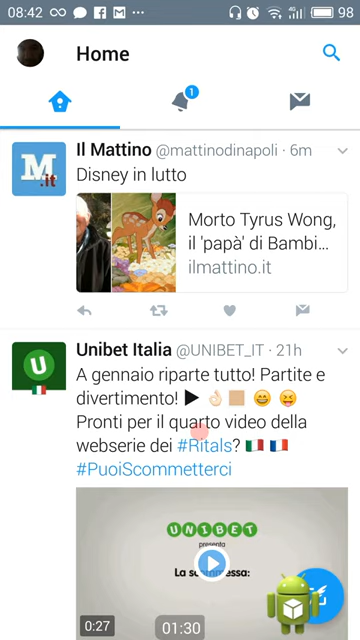 08:42 98
Home
1
Il Mattino @mattinodinapoli · 6m
M.it
Disney in lutto
Morto Tyrus Wong,
il 'papà' di Bambi...
ilmattino.it
Unibet Italia @UNIBET_IT · 21h
U
A gennaio riparte tutto! Partite e
divertimento!
Pronti per il quarto video della
webserie dei #Ritals?
#PuoiScommetterci
UNIBET
presenta
La scommessa:
0:27
01:30